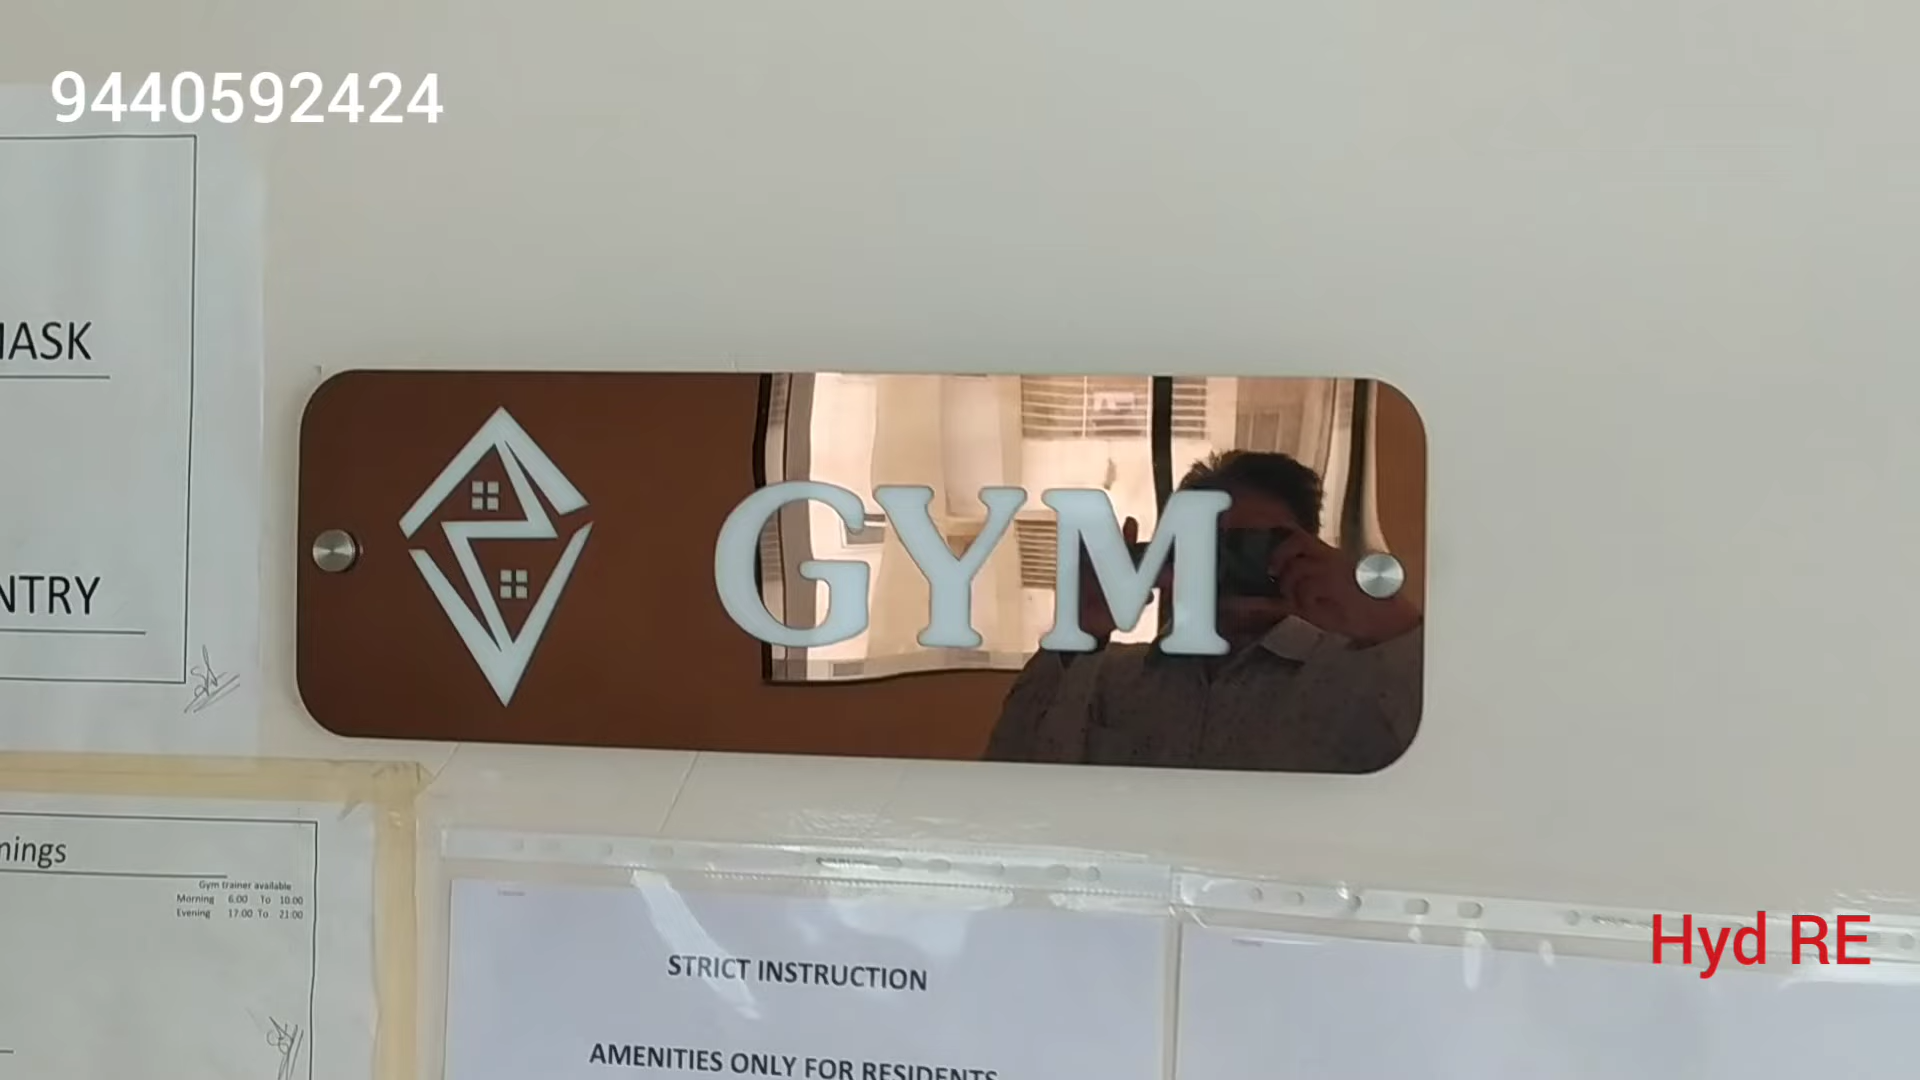 9440592424
MASK
NTRY
GYM
nings
Gym trainer available
Morning 6.00 To 10.00
Evening 17.00 To 21:00
STRICT INSTRUCTION
AMENITIES ONLY FOR RESIDENTS
Hyd RE